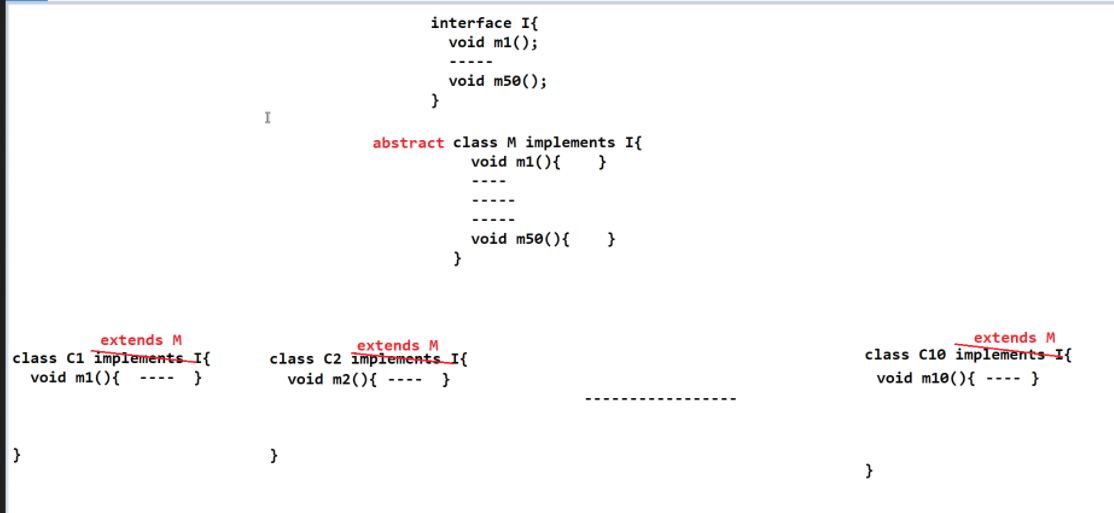 interface I{
void m1();
-----
void m50();
}
abstract class M implements I{
void m1(){ }
----
-----
-----
void m50(){ }
}
extends M
class C1 implements I{
void m1(){ ---- }
}
extends M
class C2 implements I{
void m2(){ ---- }
}
-----------------
extends M
class C10 implements I{
void m10(){ ---- }
}